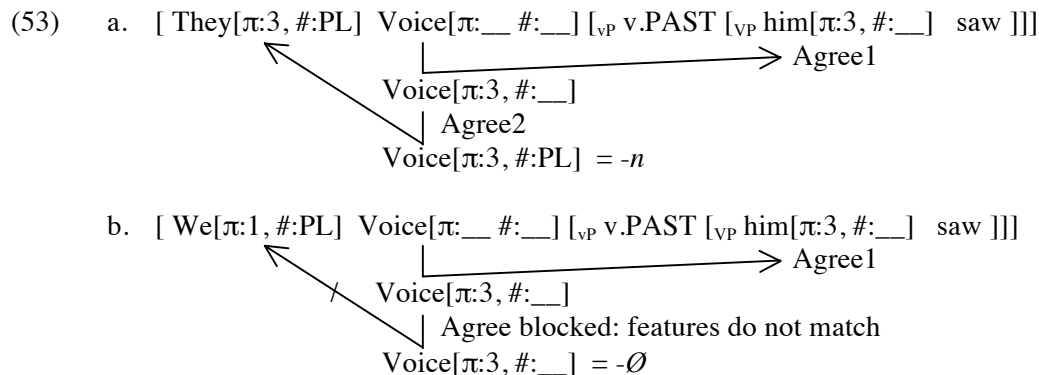 (53) a. [ They[π:3, #:PL] Voice[π:__ #:__] [vP v.PAST [VP him[π:3, #:__] saw ]]]
Agree1
Voice[π:3, #:__]
Agree2
Voice[π:3, #:PL] = -n
b. [ We[π:1, #:PL] Voice[π:__ #:__] [vP v.PAST [VP him[π:3, #:__] saw ]]]
Agree1
/ Voice[π:3, #:__]
Agree blocked: features do not match
Voice[π:3, #:__] = -Ø